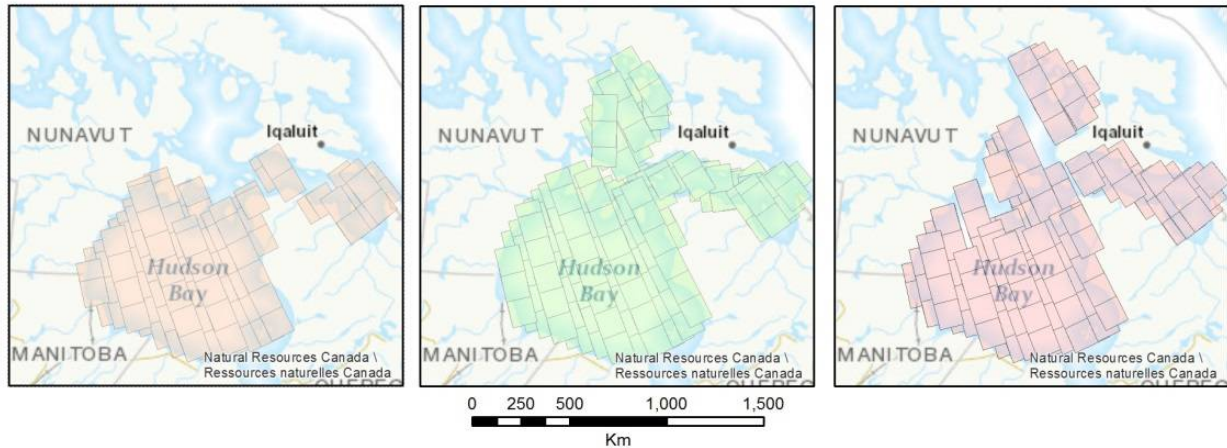 NUNAVUT
Iqaluit
Hudson
Bay
MANITOBA
Natural Resources Canada \
Ressources naturelles Canada
QUEBEC
NUNAVUT
Iqaluit
Hudson
Bay
MANITOBA
Natural Resources Canada \
Ressources naturelles Canada
NUNAVUT
Iqaluit
Hudson
Bay
MANITOBA
Natural Resources Canada \
Ressources naturelles Canada
0 250 500 1,000 1,500
Km